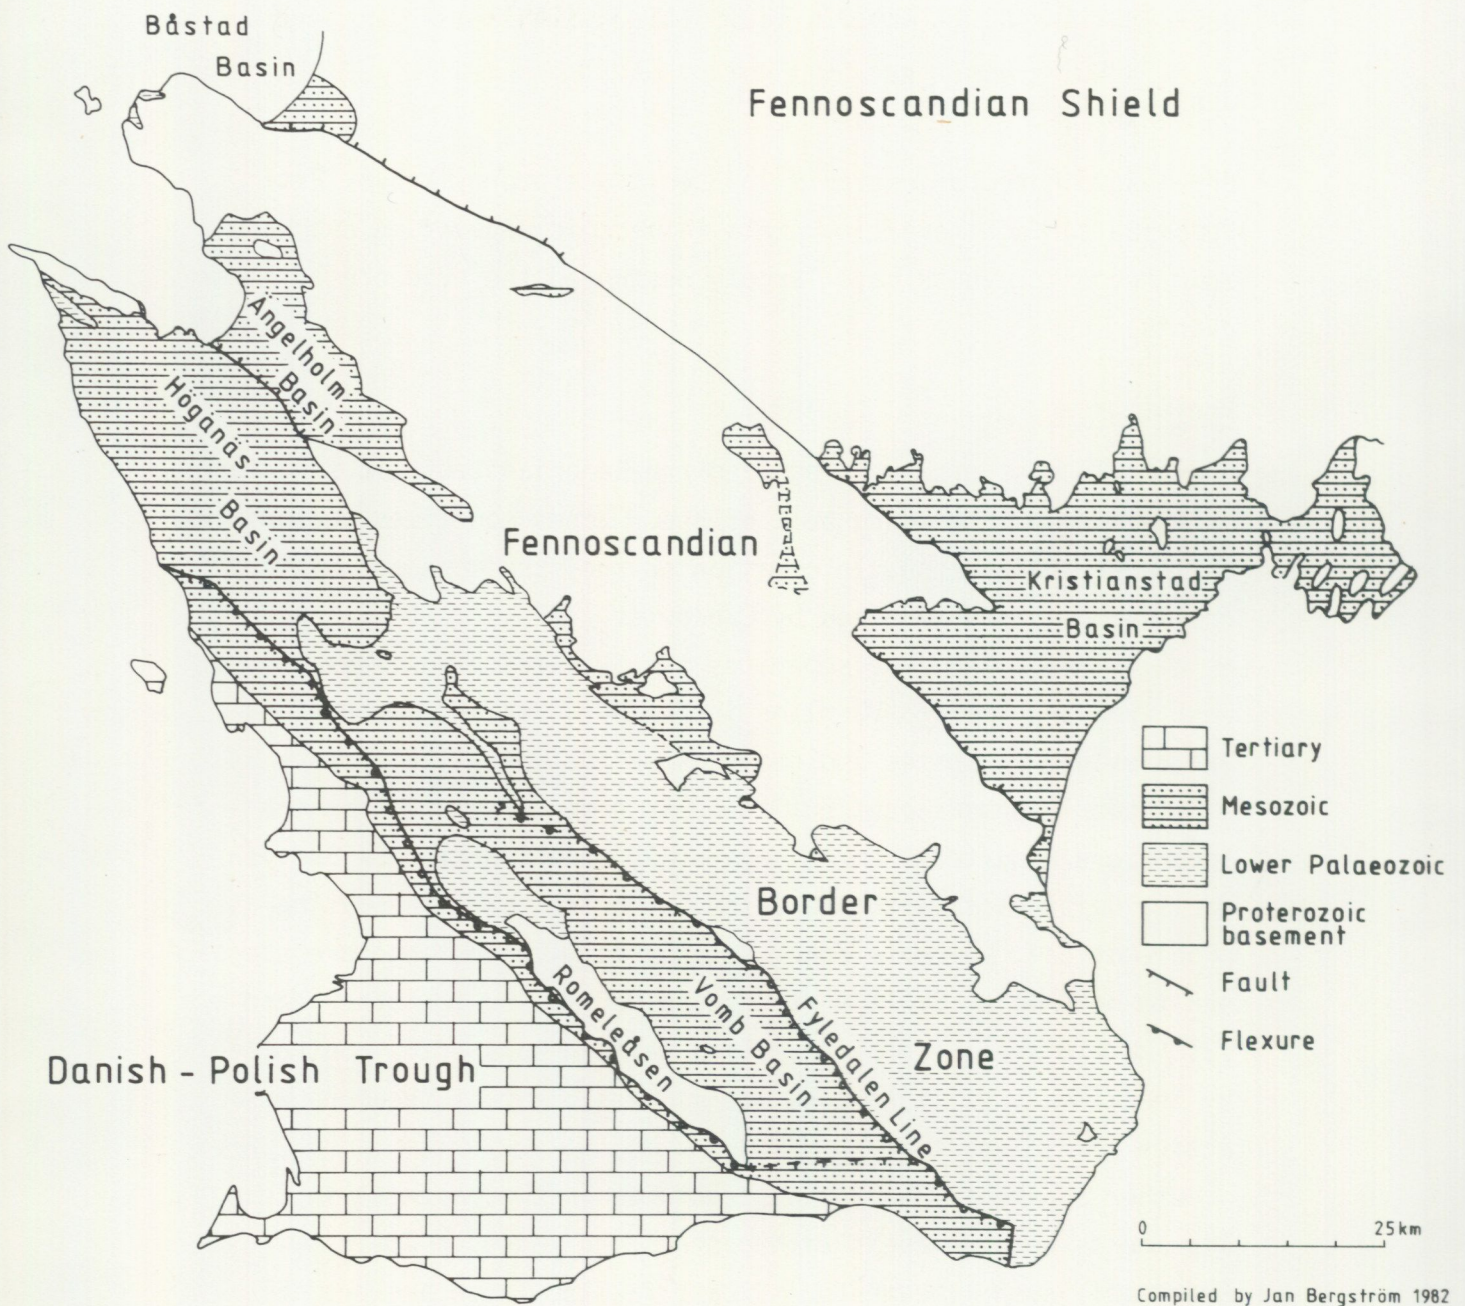 Båstad
Basin
Fennoscandian Shield
Ängelholm
Basin
Höganäs
Basin
Fennoscandian
Kristianstad
Basin
Border
Zone
Romeleåsen
Vomb Basin
Fyledalen Line
Danish-Polish Trough
Tertiary
Mesozoic
Lower Palaeozoic
Proterozoic
basement
Fault
Flexure
0 25km
Compiled by Jan Bergström 1982